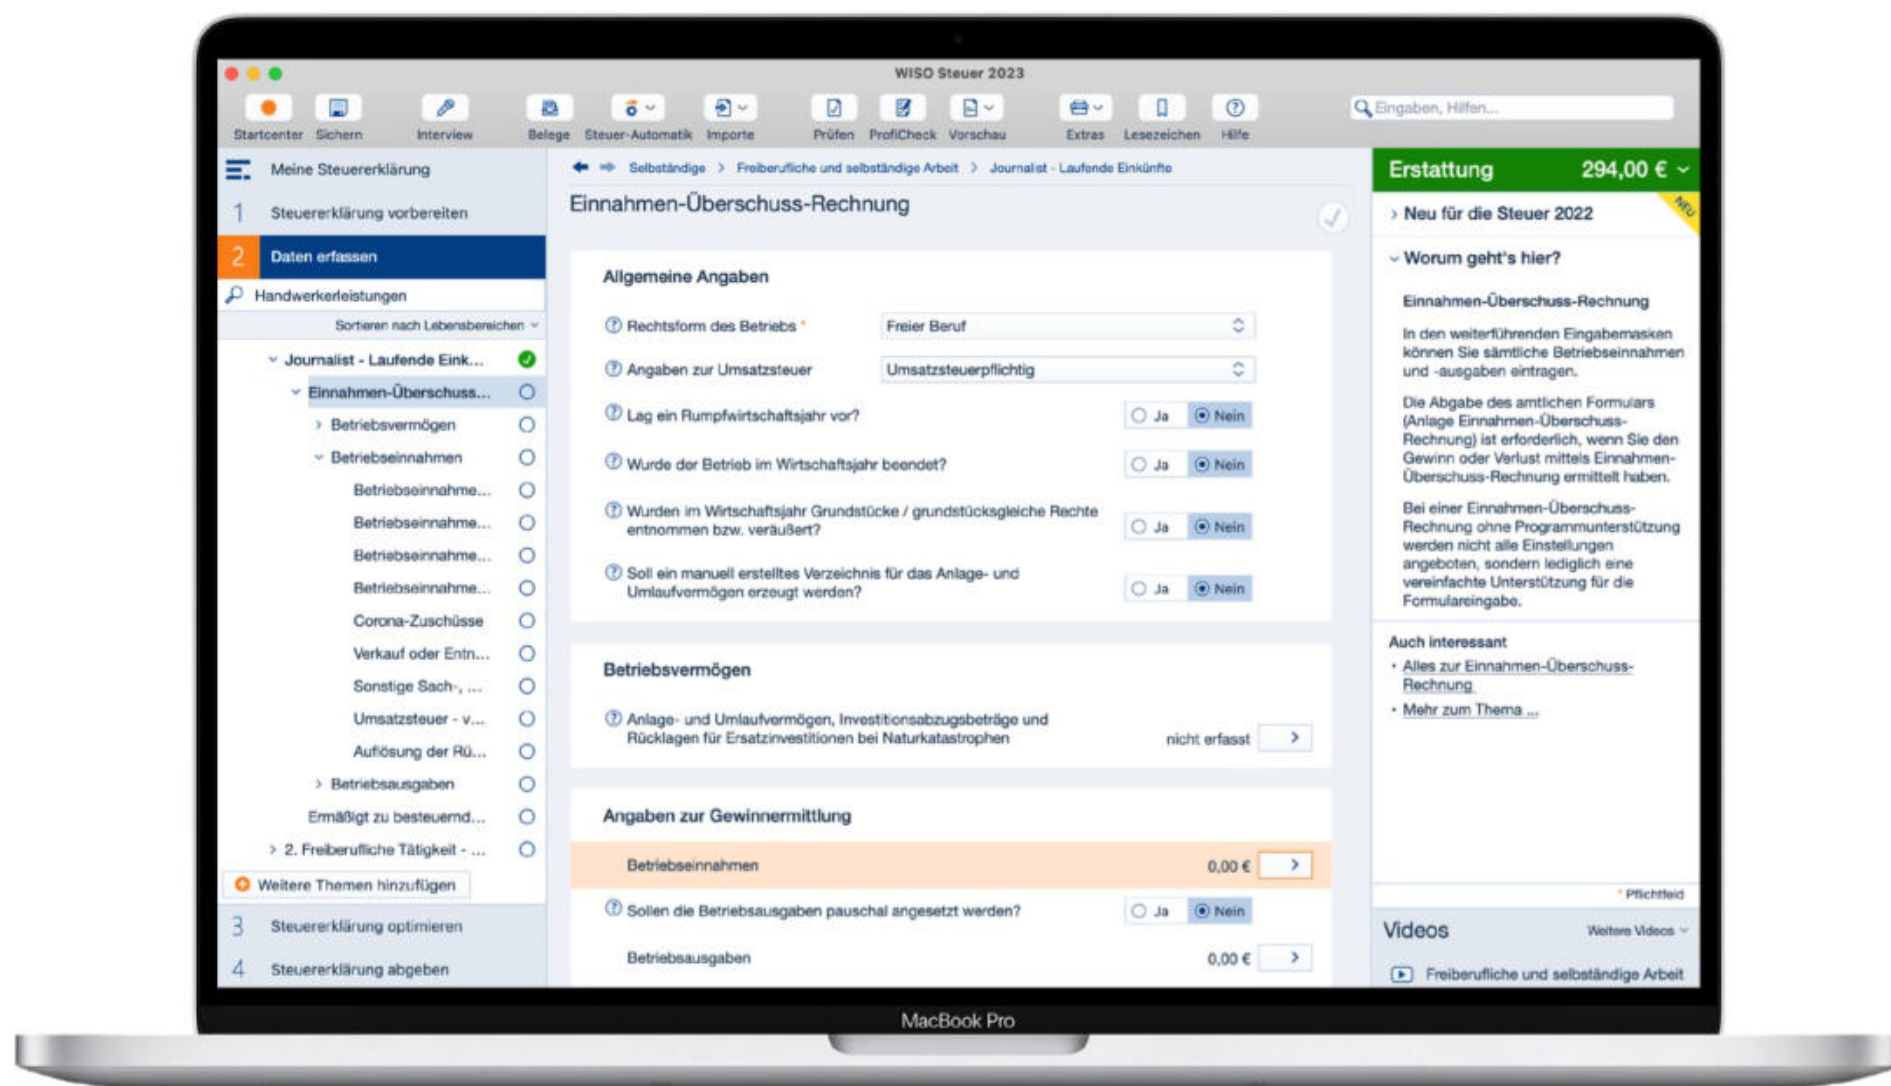 WISO Steuer 2023
Startcenter Sichern Interview Belege Steuer-Automatik Importe Prüfen ProfiCheck Vorschau Extras Lesezeichen Hilfe
Eingaben, Hilfen...
Meine Steuererklärung
1 Steuererklärung vorbereiten
2 Daten erfassen
Handwerkerleistungen
Sortieren nach Lebensbereichen
Journalist - Laufende Eink...
Einnahmen-Überschuss...
Betriebsvermögen
Betriebseinnahmen
Betriebseinnahme...
Betriebseinnahme...
Betriebseinnahme...
Betriebseinnahme...
Corona-Zuschüsse
Verkauf oder Entn...
Sonstige Sach-, ...
Umsatzsteuer - v...
Auflösung der Rü...
Betriebsausgaben
Ermäßigt zu besteuernd...
2. Freiberufliche Tätigkeit - ...
Weitere Themen hinzufügen
3 Steuererklärung optimieren
4 Steuererklärung abgeben
Selbständige > Freiberufliche und selbständige Arbeit > Journalist - Laufende Einkünfte
Einnahmen-Überschuss-Rechnung
Allgemeine Angaben
Rechtsform des Betriebs * Freier Beruf
Angaben zur Umsatzsteuer Umsatzsteuerpflichtig
Lag ein Rumpfwirtschaftsjahr vor? Ja Nein
Wurde der Betrieb im Wirtschaftsjahr beendet? Ja Nein
Wurden im Wirtschaftsjahr Grundstücke / grundstücksgleiche Rechte
entnommen bzw. veräußert? Ja Nein
Soll ein manuell erstelltes Verzeichnis für das Anlage- und
Umlaufvermögen erzeugt werden? Ja Nein
Betriebsvermögen
Anlage- und Umlaufvermögen, Investitionsabzugsbeträge und
Rücklagen für Ersatzinvestitionen bei Naturkatastrophen nicht erfasst
Angaben zur Gewinnermittlung
Betriebseinnahmen 0,00 €
Sollen die Betriebsausgaben pauschal angesetzt werden? Ja Nein
Betriebsausgaben 0,00 €
Erstattung 294,00 €
NEU
Neu für die Steuer 2022
Worum geht's hier?
Einnahmen-Überschuss-Rechnung
In den weiterführenden Eingabemasken
können Sie sämtliche Betriebseinnahmen
und -ausgaben eintragen.
Die Abgabe des amtlichen Formulars
(Anlage Einnahmen-Überschuss-
Rechnung) ist erforderlich, wenn Sie den
Gewinn oder Verlust mittels Einnahmen-
Überschuss-Rechnung ermittelt haben.
Bei einer Einnahmen-Überschuss-
Rechnung ohne Programmunterstützung
werden nicht alle Einstellungen
angeboten, sondern lediglich eine
vereinfachte Unterstützung für die
Formulareingabe.
Auch interessant
• Alles zur Einnahmen-Überschuss-
Rechnung
• Mehr zum Thema ...
* Pflichtfeld
Videos Weitere Videos
Freiberufliche und selbständige Arbeit
MacBook Pro